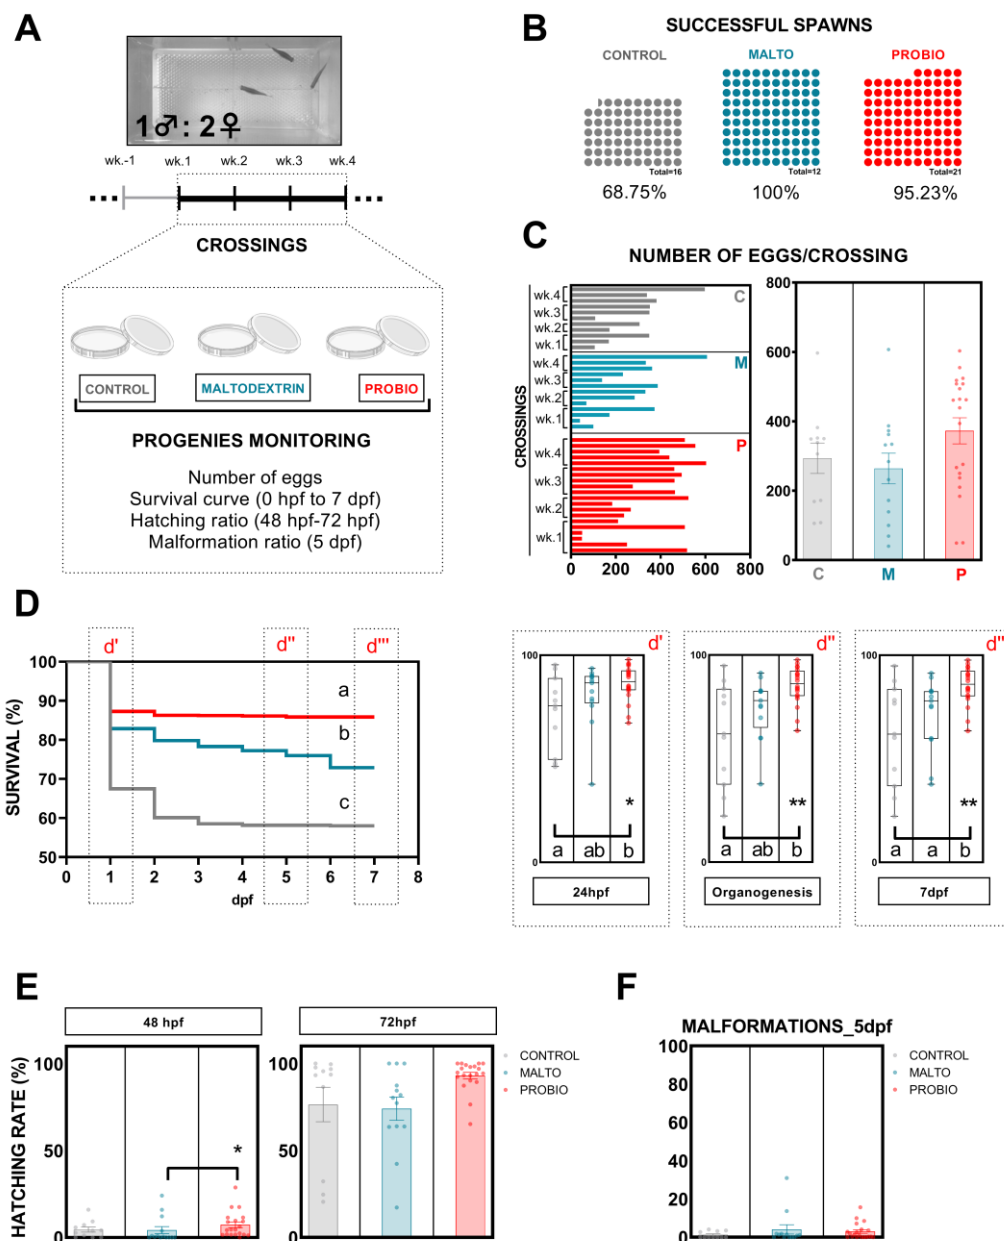 A
1♂: 2♀
wk.-1 wk.1 wk.2 wk.3 wk.4
CROSSINGS
CONTROL MALTODEXTRIN PROBIO
PROGENIES MONITORING
Number of eggs
Survival curve (0 hpf to 7 dpf)
Hatching ratio (48 hpf-72 hpf)
Malformation ratio (5 dpf)
B
SUCCESSFUL SPAWNS
CONTROL MALTO PROBIO
Total=16 Total=12 Total=21
68.75% 100% 95.23%
C
NUMBER OF EGGS/CROSSING
CROSSINGS
wk.4
wk.3
wk.2
wk.1
C
wk.4
wk.3
wk.2
wk.1
M
wk.4
wk.3
wk.2
wk.1
P
0 200 400 600 800
800
600
400
200
0
C M P
D
d' d'' d'''
SURVIVAL (%)
100
90
80
70
60
50
a
b
c
0 1 2 3 4 5 6 7 8
dpf
d'
100
0
*
a ab b
24hpf
d''
100
0
**
a ab b
Organogenesis
d''
100
0
**
a a b
7dpf
E
48 hpf 72hpf
HATCHING RATE (%)
100
50
0
*
100
50
0
CONTROL
MALTO
PROBIO
F
MALFORMATIONS_5dpf
100
80
60
40
20
0
CONTROL
MALTO
PROBIO